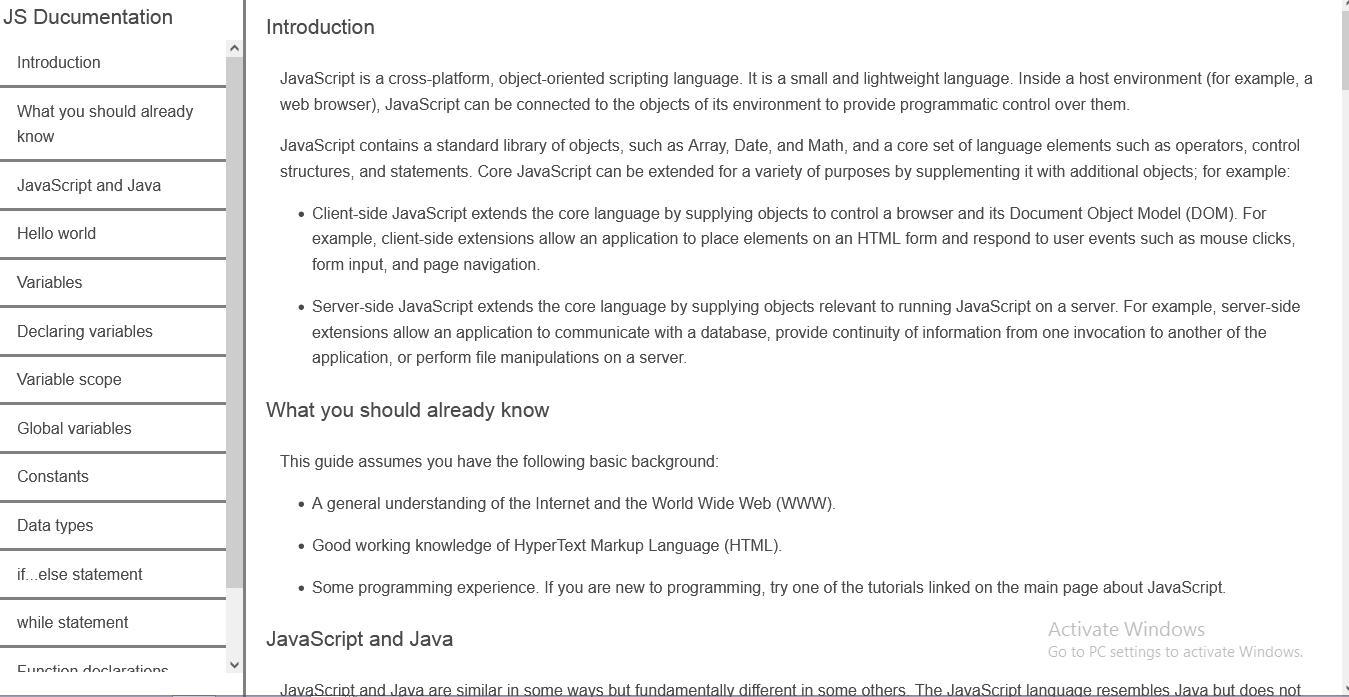 JS Ducumentation
Introduction
What you should already
know
JavaScript and Java
Hello world
Variables
Declaring variables
Variable scope
Global variables
Constants
Data types
if...else statement
while statement
Function declarations
Introduction
JavaScript is a cross-platform, object-oriented scripting language. It is a small and lightweight language. Inside a host environment (for example, a
web browser), JavaScript can be connected to the objects of its environment to provide programmatic control over them.
JavaScript contains a standard library of objects, such as Array, Date, and Math, and a core set of language elements such as operators, control
structures, and statements. Core JavaScript can be extended for a variety of purposes by supplementing it with additional objects; for example:
• Client-side JavaScript extends the core language by supplying objects to control a browser and its Document Object Model (DOM). For
example, client-side extensions allow an application to place elements on an HTML form and respond to user events such as mouse clicks,
form input, and page navigation.
• Server-side JavaScript extends the core language by supplying objects relevant to running JavaScript on a server. For example, server-side
extensions allow an application to communicate with a database, provide continuity of information from one invocation to another of the
application, or perform file manipulations on a server.
What you should already know
This guide assumes you have the following basic background:
• A general understanding of the Internet and the World Wide Web (WWW).
• Good working knowledge of HyperText Markup Language (HTML).
• Some programming experience. If you are new to programming, try one of the tutorials linked on the main page about JavaScript.
JavaScript and Java
JavaScript and Java are similar in some ways but fundamentally different in some others. The JavaScript language resembles Java but does not
Activate Windows
Go to PC settings to activate Windows.